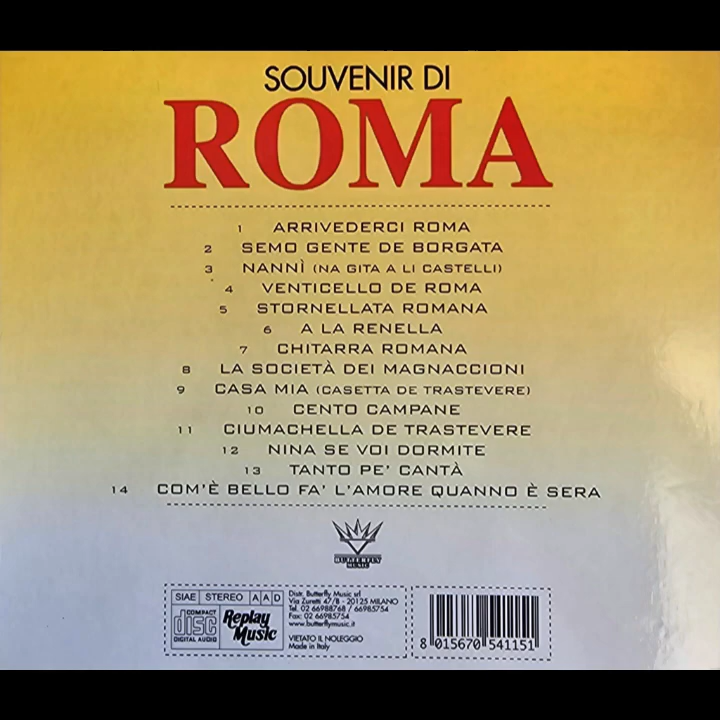 SOUVENIR DI
ROMA
1 ARRIVEDERCI ROMA
2 SEMO GENTE DE BORGATA
3 NANNÌ (NA GITA A LI CASTELLI)
4 VENTICELLO DE ROMA
5 STORNELLATA ROMANA
6 A LA RENELLA
7 CHITARRA ROMANA
8 LA SOCIETÀ DEI MAGNACCIONI
9 CASA MIA (CASETTA DE TRASTEVERE)
10 CENTO CAMPANE
11 CIUMACHELLA DE TRASTEVERE
12 NINA SE VOI DORMITE
13 TANTO PE' CANTÀ
14 COM'È BELLO FA' L'AMORE QUANNO È SERA
BUTTERFLY
MUSIC
SIAE STEREO A A D
COMPACT
disc
DIGITAL AUDIO
Replay
Music
Distr. Butterfly Music srl
Via Zuretti 47/B - 20125 MILANO
Tel. 02 66988768 / 66985754
Fax: 02 66985754
www.butterflymusic.it
VIETATO IL NOLEGGIO
Made in Italy
8 015670 541151